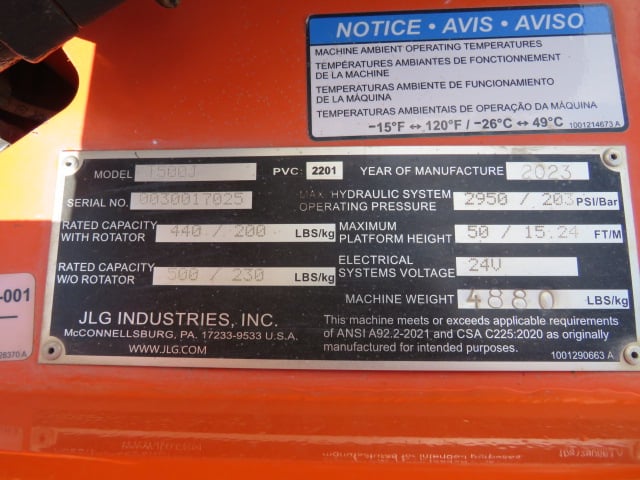 NOTICE • AVIS • AVISO
MACHINE AMBIENT OPERATING TEMPERATURES
TEMPÉRATURES AMBIANTES DE FONCTIONNEMENT
DE LA MACHINE
TEMPERATURAS AMBIENTE DE FUNCIONAMIENTO
DE LA MÁQUINA
TEMPERATURAS AMBIENTAIS DE OPERAÇÃO DA MÁQUINA
−15°F ↔ 120°F / −26°C ↔ 49°C 1001214673 A
MODEL T500J PVC: 2201 YEAR OF MANUFACTURE 2023
SERIAL NO. 0030017025
MAX. HYDRAULIC SYSTEM
OPERATING PRESSURE 2950 / 203 PSI/Bar
RATED CAPACITY
WITH ROTATOR 440 / 200 LBS/kg
MAXIMUM
PLATFORM HEIGHT 50 / 15.24 FT/M
RATED CAPACITY
W/O ROTATOR 500 / 230 LBS/kg
ELECTRICAL
SYSTEMS VOLTAGE 24V
MACHINE WEIGHT 4880 LBS/kg
JLG INDUSTRIES, INC.
McCONNELLSBURG, PA. 17233-9533 U.S.A.
WWW.JLG.COM
This machine meets or exceeds applicable requirements
of ANSI A92.2-2021 and CSA C225:2020 as originally
manufactured for intended purposes.
1001290663 A
-001